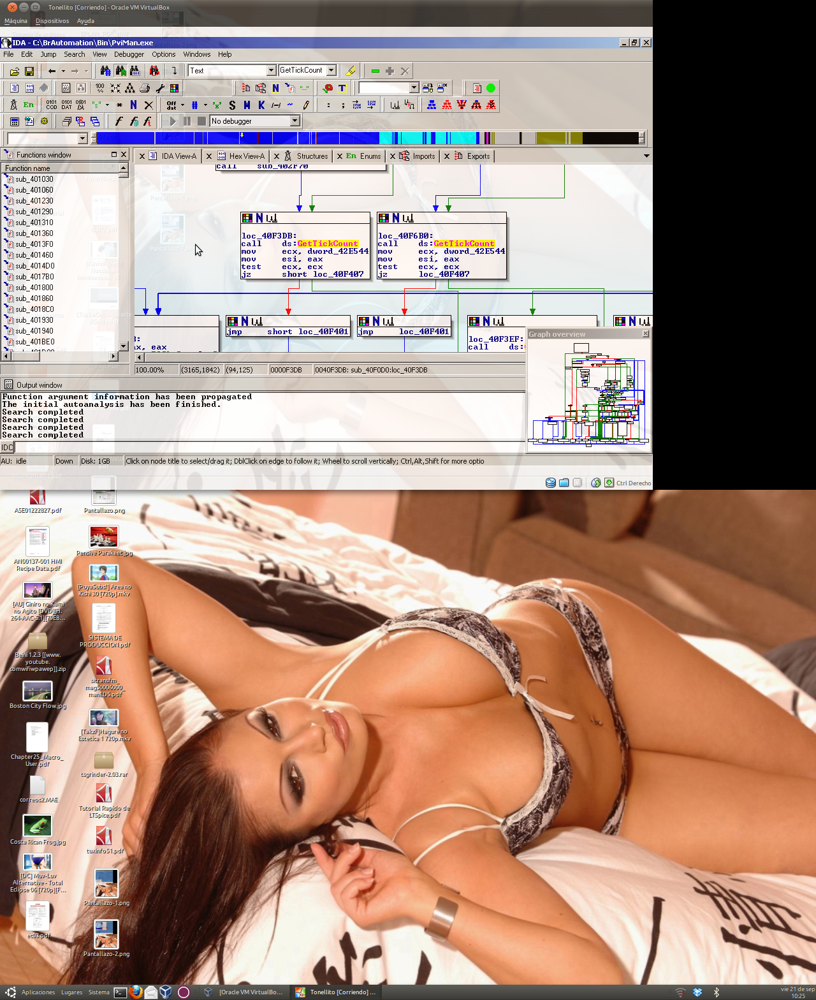 Tonellito [Corriendo] - Oracle VM VirtualBox
Máquina Dispositivos Ayuda
IDA - C:\BrAutomation\Bin\PviMan.exe
File Edit Jump Search View Debugger Options Windows Help
Text GetTickCount
No debugger
Functions window
IDA View-A Hex View-A Structures En Enums Imports Exports
Function name
sub_401030
sub_401060
sub_401230
sub_401290
sub_401310
sub_401360
sub_4013F0
sub_401460
sub_4014D0
sub_4017B0
sub_401800
sub_401860
sub_4018C0
sub_401930
sub_401940
sub_401BE0
call sub_402F70
loc_40F3DB:
call ds:GetTickCount
mov ecx, dword_42E544
mov esi, eax
test ecx, ecx
jz short loc_40F407
loc_40F6B0:
call ds:GetTickCount
mov ecx, dword_42E544
mov esi, eax
test ecx, ecx
jz loc_40F407
jmp short loc_40F401
jmp loc_40F401
loc_40F3EF:
call ds:
Graph overview
100.00% (3165,1842) (94,125) 0000F3DB 0040F3DB: sub_40F0D0:loc_40F3DB
Output window
Function argument information has been propagated
The initial autoanalysis has been finished.
Search completed
Search completed
Search completed
Search completed
IDC
AU: idle Down Disk: 1GB Click on node title to select/drag it; DblClick on edge to follow it; Wheel to scroll vertically; Ctrl,Alt,Shift for more optio
Ctrl Derecho
ASE01222827.pdf
AN00137-001 HMI
Recipe Data.pdf
[AU] Giniro no Kami
no Agito [DVD][H.
264-AAC-5.1][79E8...
Beini 1.2.3 [[www.
youtube.
comwifiwpawep]].zip
Boston City Flow.jpg
Chapter25_Macro_
User.pdf
correos2.MAE
Costa Rican Frog.jpg
[DC] Muv-Luv
Alternative - Total
Eclipse 06 [720p][F...
ec03.pdf
Pantallazo.png
Pensive Parakeet.jpg
[PuyaSubs!] Area no
Kishi 30 [720p].mkv
SISTEMA DE
PRODUCCION.pdf
sitransfm_
mag50006000_
manEDS.pdf
[TakzF]Hagure no
Estetica 1 720p.mkv
tsgrinder-2.03.rar
Tutorial Rapido de
LTSpice.pdf
tuxinfo51.pdf
Pantallazo-1.png
Pantallazo-2.png
Aplicaciones Lugares Sistema [Oracle VM VirtualBo... Tonellito [Corriendo] ...
vie 21 de sep
10:25